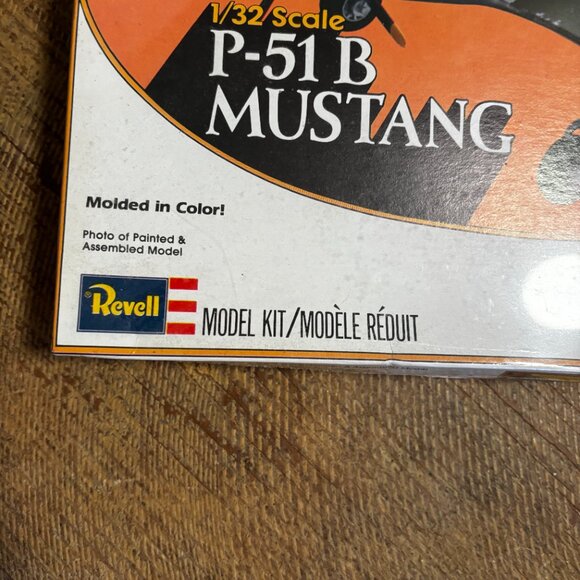 1/32 Scale
P-51 B
MUSTANG
Molded in Color!
Photo of Painted &
Assembled Model
Revell
MODEL KIT/MODÈLE RÉDUIT